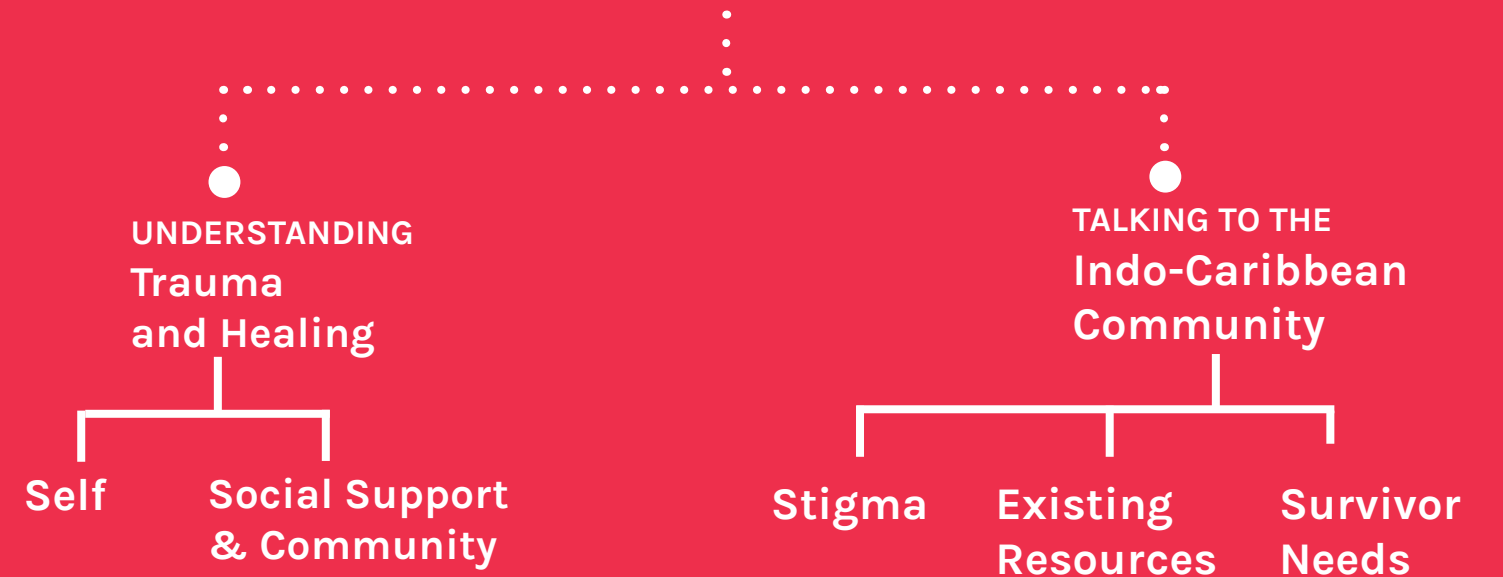 UNDERSTANDING
Trauma
and Healing
TALKING TO THE
Indo-Caribbean
Community
Self
Social Support
& Community
Stigma
Existing
Resources
Survivor
Needs